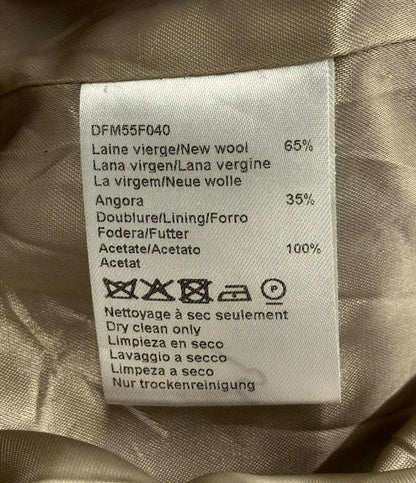 DFM55F040
Laine vierge/New wool 65%
Lana virgen/Lana vergine
La virgem/Neue wolle
Angora 35%
Doublure/Lining/Forro
Fodera/Futter
Acetate/Acetato 100%
Acetat
P
Nettoyage à sec seulement
Dry clean only
Limpieza en seco
Lavaggio a secco
Limpeza a seco
Nur trockenreinigung